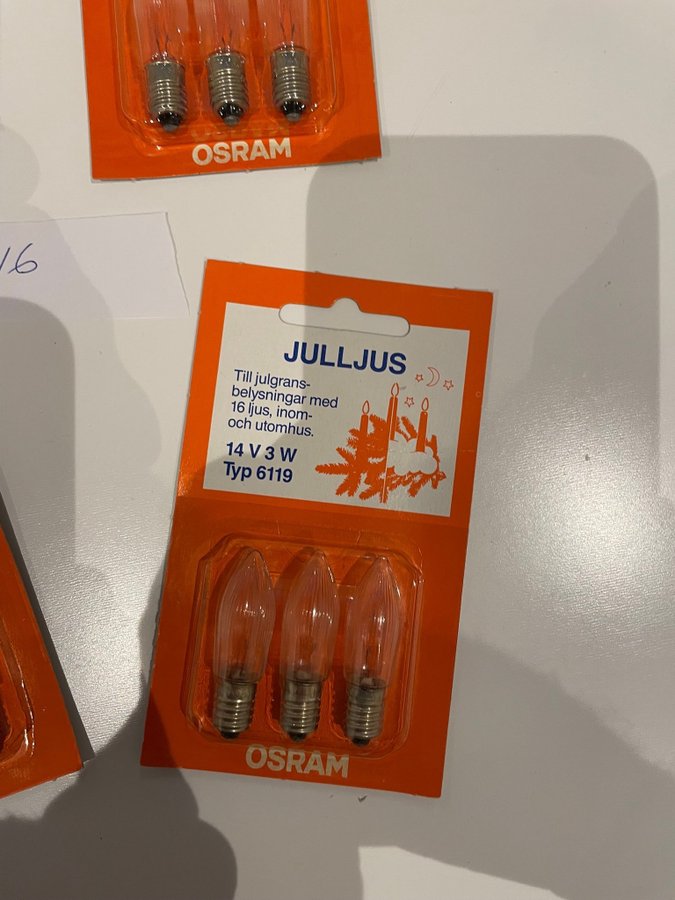 OSRAM
16
JULLJUS
Till julgrans-
belysningar med
16 ljus, inom-
och utomhus.
14 V 3 W
Typ 6119
OSRAM